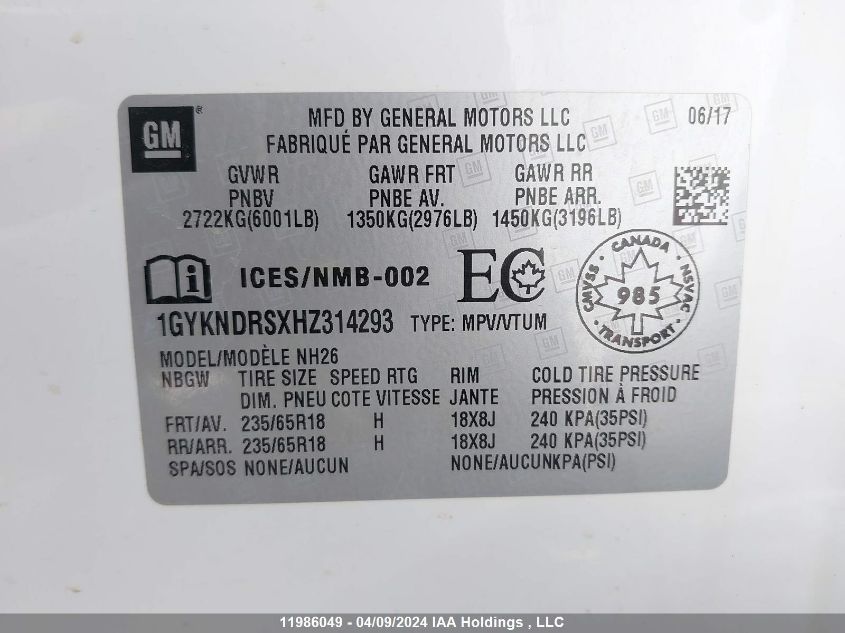 GM ® MFD BY GENERAL MOTORS LLC 06/17
FABRIQUÉ PAR GENERAL MOTORS LLC
GVWR GAWR FRT GAWR RR
PNBV PNBE AV. PNBE ARR.
2722KG(6001LB) 1350KG(2976LB) 1450KG(3196LB)
i ICES/NMB-002 EC
CANADA
CMVSS 985 NSVAC
TRANSPORT
1GYKNDRSXHZ314293 TYPE: MPV/VTUM
MODEL/MODÈLE NH26
NBGW TIRE SIZE SPEED RTG RIM COLD TIRE PRESSURE
DIM. PNEU COTE VITESSE JANTE PRESSION À FROID
FRT/AV. 235/65R18 H 18X8J 240 KPA(35PSI)
RR/ARR. 235/65R18 H 18X8J 240 KPA(35PSI)
SPA/SOS NONE/AUCUN NONE/AUCUNKPA(PSI)
11986049 - 04/09/2024 IAA Holdings , LLC